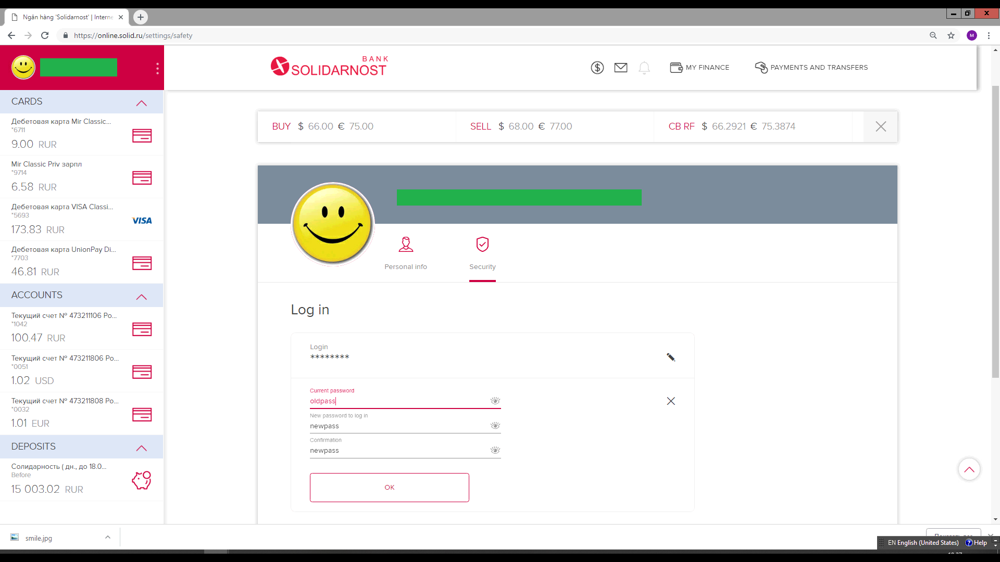 Ngân hàng 'Solidarnost' | Interne
https://online.solid.ru/settings/safety
M
BANK
SOLIDARNOST
MY FINANCE
PAYMENTS AND TRANSFERS
CARDS
Дебетовая карта Mir Classic...
*6711
9.00 RUR
Mir Classic Priv зарпл
*9714
6.58 RUR
Дебетовая карта VISA Classi...
*5693
173.83 RUR
VISA
Дебетовая карта UnionPay Di...
*7703
46.81 RUR
ACCOUNTS
Текущий счет № 473211106 Po...
*1042
100.47 RUR
Текущий счет № 473211806 Po...
*0051
1.02 USD
Текущий счет № 473211808 Po...
*0032
1.01 EUR
DEPOSITS
Солидарность ( дн., до 18.0...
Before
15 003.02 RUR
BUY $ 66.00 € 75.00
SELL $ 68.00 € 77.00
CB RF $ 66.2921 € 75.3874
Personal info
Security
Log in
Login
********
Current password
oldpass
New password to log in
newpass
Confirmation
newpass
OK
smile.jpg
EN English (United States)
? Help